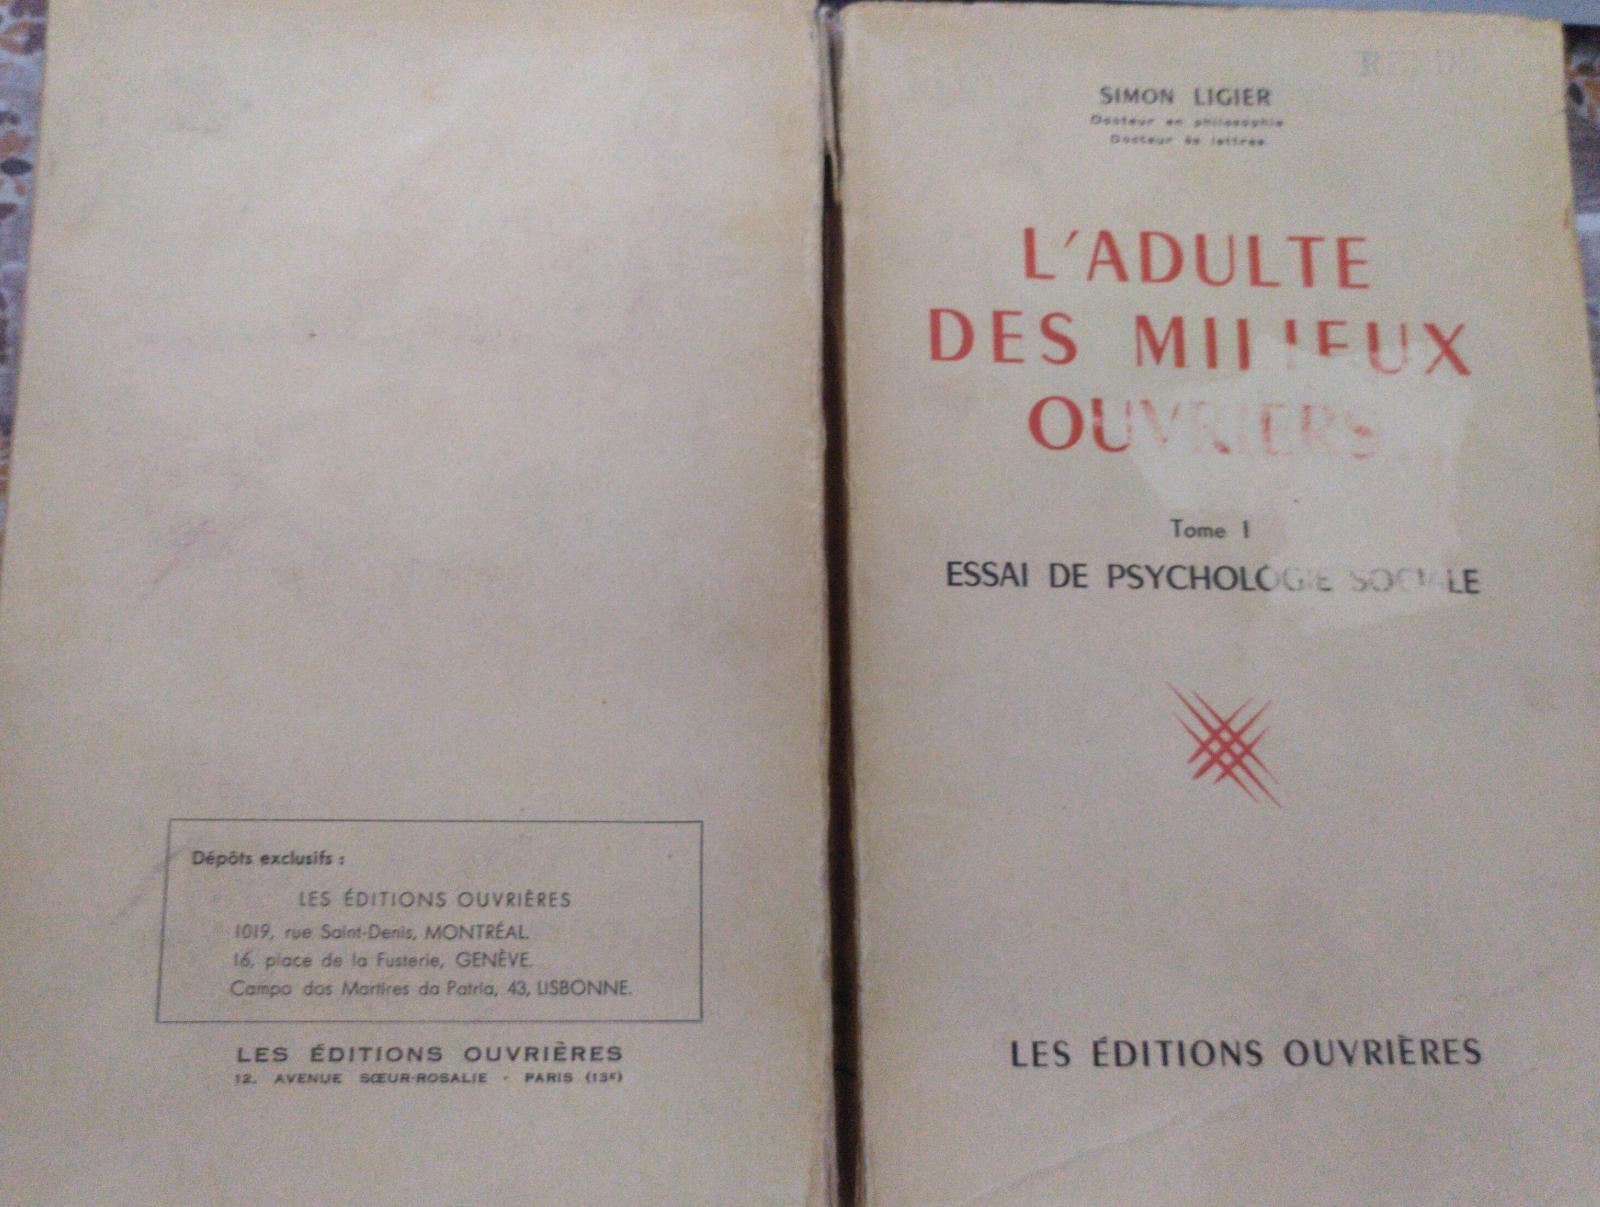 Dépôts exclusifs :
LES ÉDITIONS OUVRIÈRES
1019, rue Saint-Denis, MONTRÉAL.
16, place de la Fusterie, GENÈVE.
Campo dos Martires da Patria, 43, LISBONNE.
LES ÉDITIONS OUVRIÈRES
12, AVENUE SŒUR-ROSALIE - PARIS (13ᵉ)
SIMON LIGIER
Docteur en philosophie
Docteur ès lettres
L'ADULTE
DES MILIEUX
OUVRIERS
Tome I
ESSAI DE PSYCHOLOGIE SOCIALE
LES ÉDITIONS OUVRIÈRES